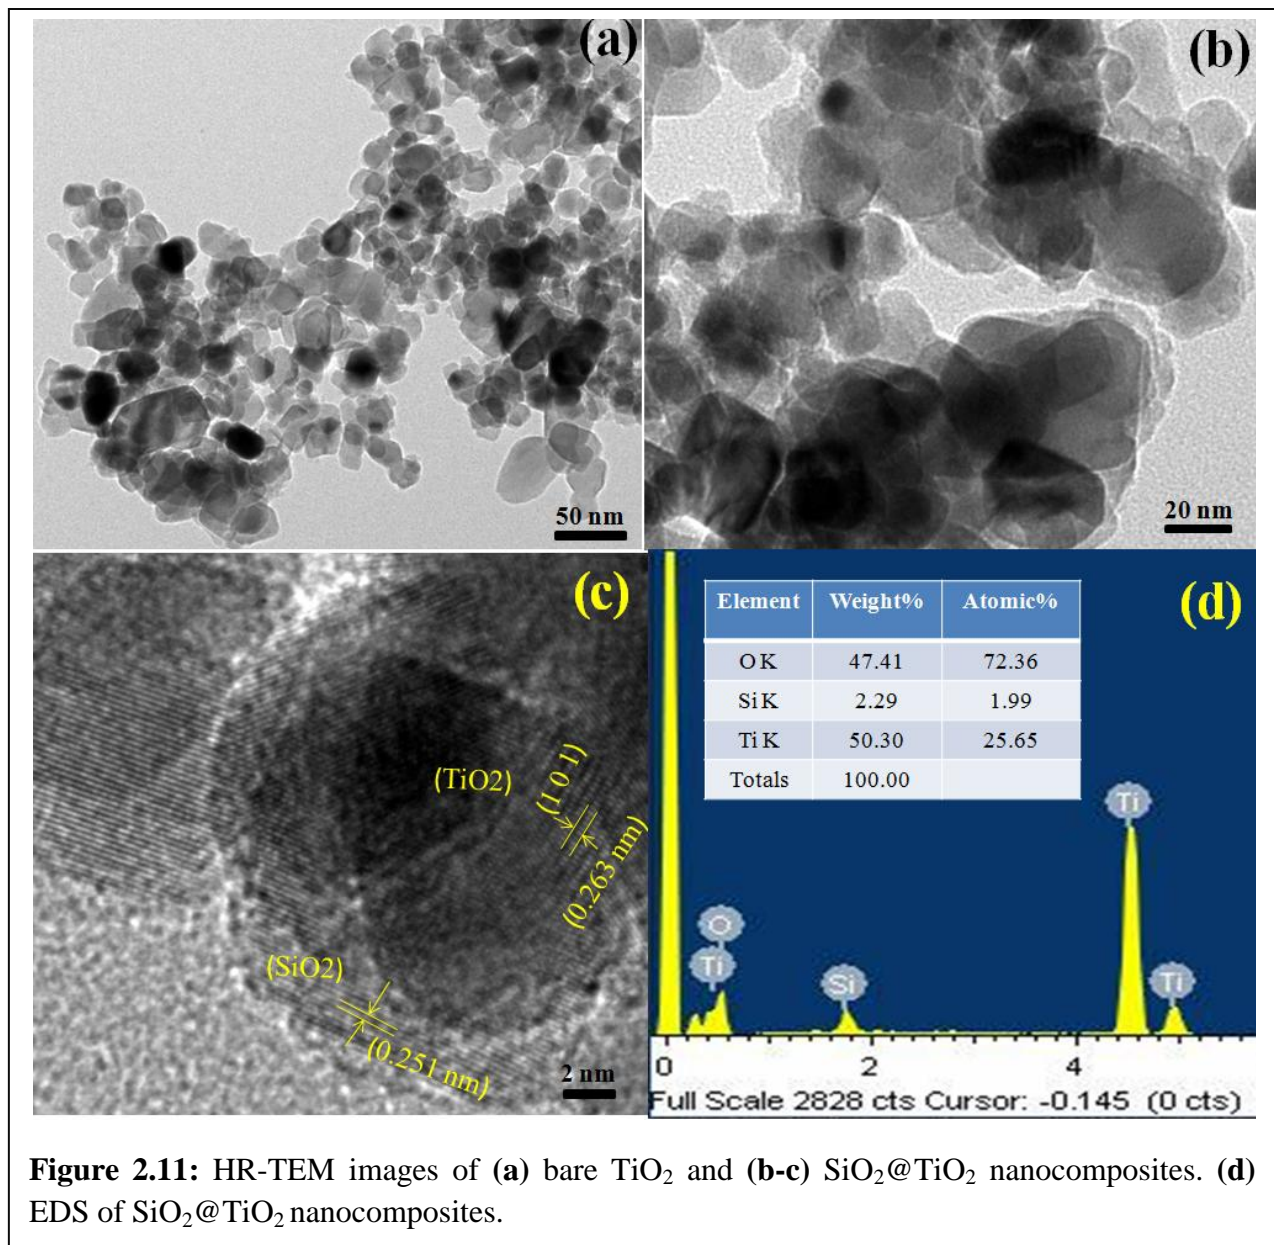 (a)
50 nm
(b)
20 nm
(c)
(TiO2)
(1 0 1)
(0.263 nm)
(SiO2)
(0.251 nm)
2 nm
(d)
Element Weight% Atomic%
O K 47.41 72.36
Si K 2.29 1.99
Ti K 50.30 25.65
Totals 100.00
Ti
O
Ti
Si
Ti
0 2 4
Full Scale 2828 cts Cursor: -0.145 (0 cts)
Figure 2.11: HR-TEM images of (a) bare TiO₂ and (b-c) SiO₂@TiO₂ nanocomposites. (d)
EDS of SiO₂@TiO₂ nanocomposites.